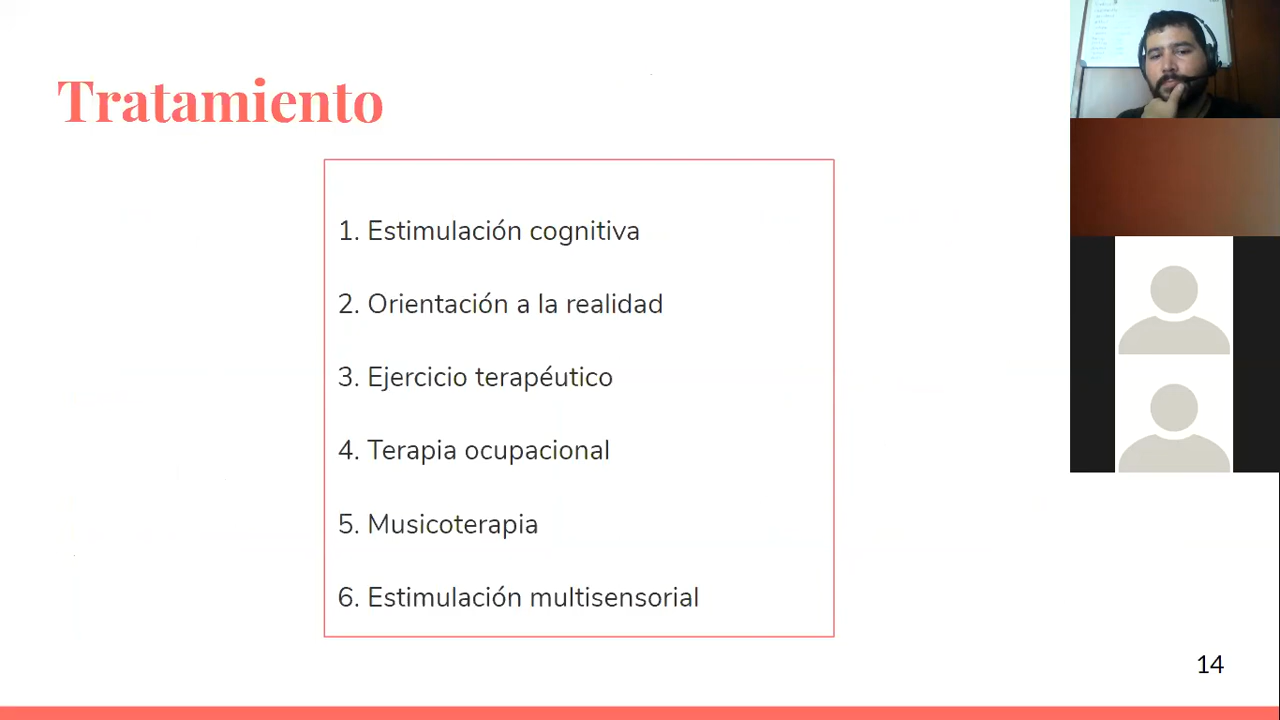 Tratamiento
1. Estimulación cognitiva
2. Orientación a la realidad
3. Ejercicio terapéutico
4. Terapia ocupacional
5. Musicoterapia
6. Estimulación multisensorial
14